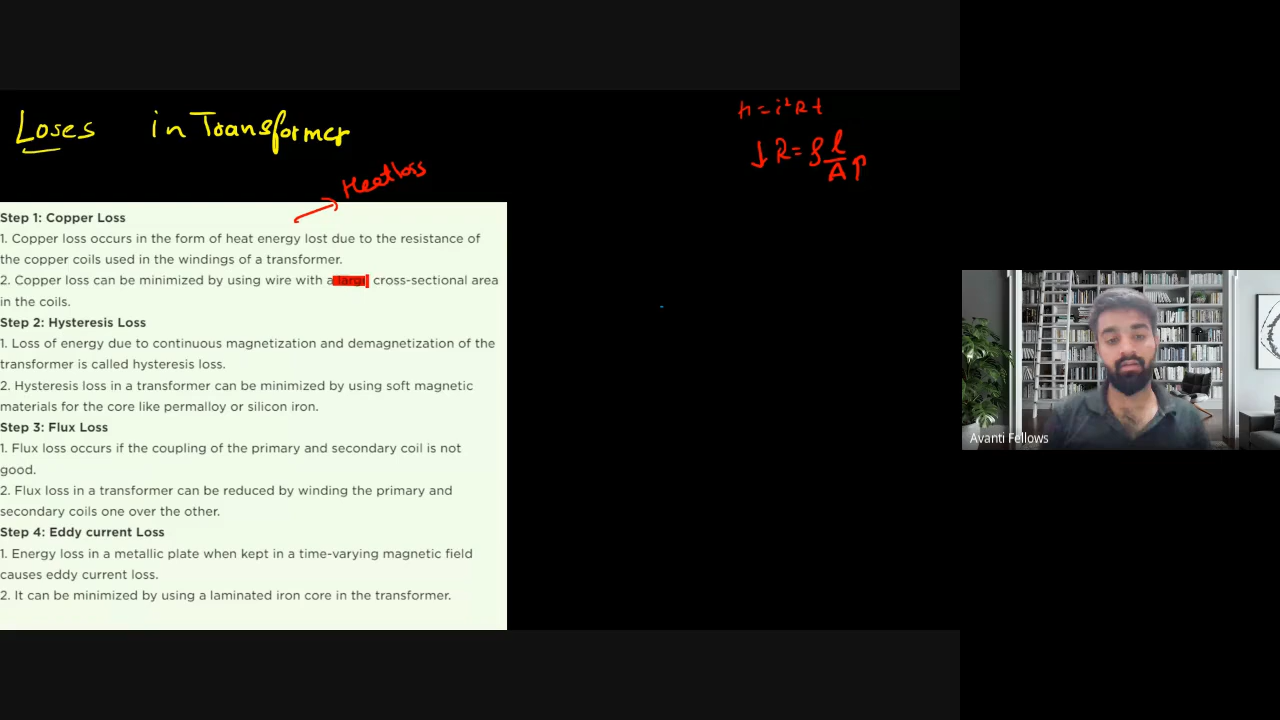 Loses in Transformer
H = i²Rt
↓ R = ρ l/A ↑
Heat loss
Step 1: Copper Loss
1. Copper loss occurs in the form of heat energy lost due to the resistance of
the copper coils used in the windings of a transformer.
2. Copper loss can be minimized by using wire with a large cross-sectional area
in the coils.
Step 2: Hysteresis Loss
1. Loss of energy due to continuous magnetization and demagnetization of the
transformer is called hysteresis loss.
2. Hysteresis loss in a transformer can be minimized by using soft magnetic
materials for the core like permalloy or silicon iron.
Step 3: Flux Loss
1. Flux loss occurs if the coupling of the primary and secondary coil is not
good.
2. Flux loss in a transformer can be reduced by winding the primary and
secondary coils one over the other.
Step 4: Eddy current Loss
1. Energy loss in a metallic plate when kept in a time-varying magnetic field
causes eddy current loss.
2. It can be minimized by using a laminated iron core in the transformer.
Avanti Fellows